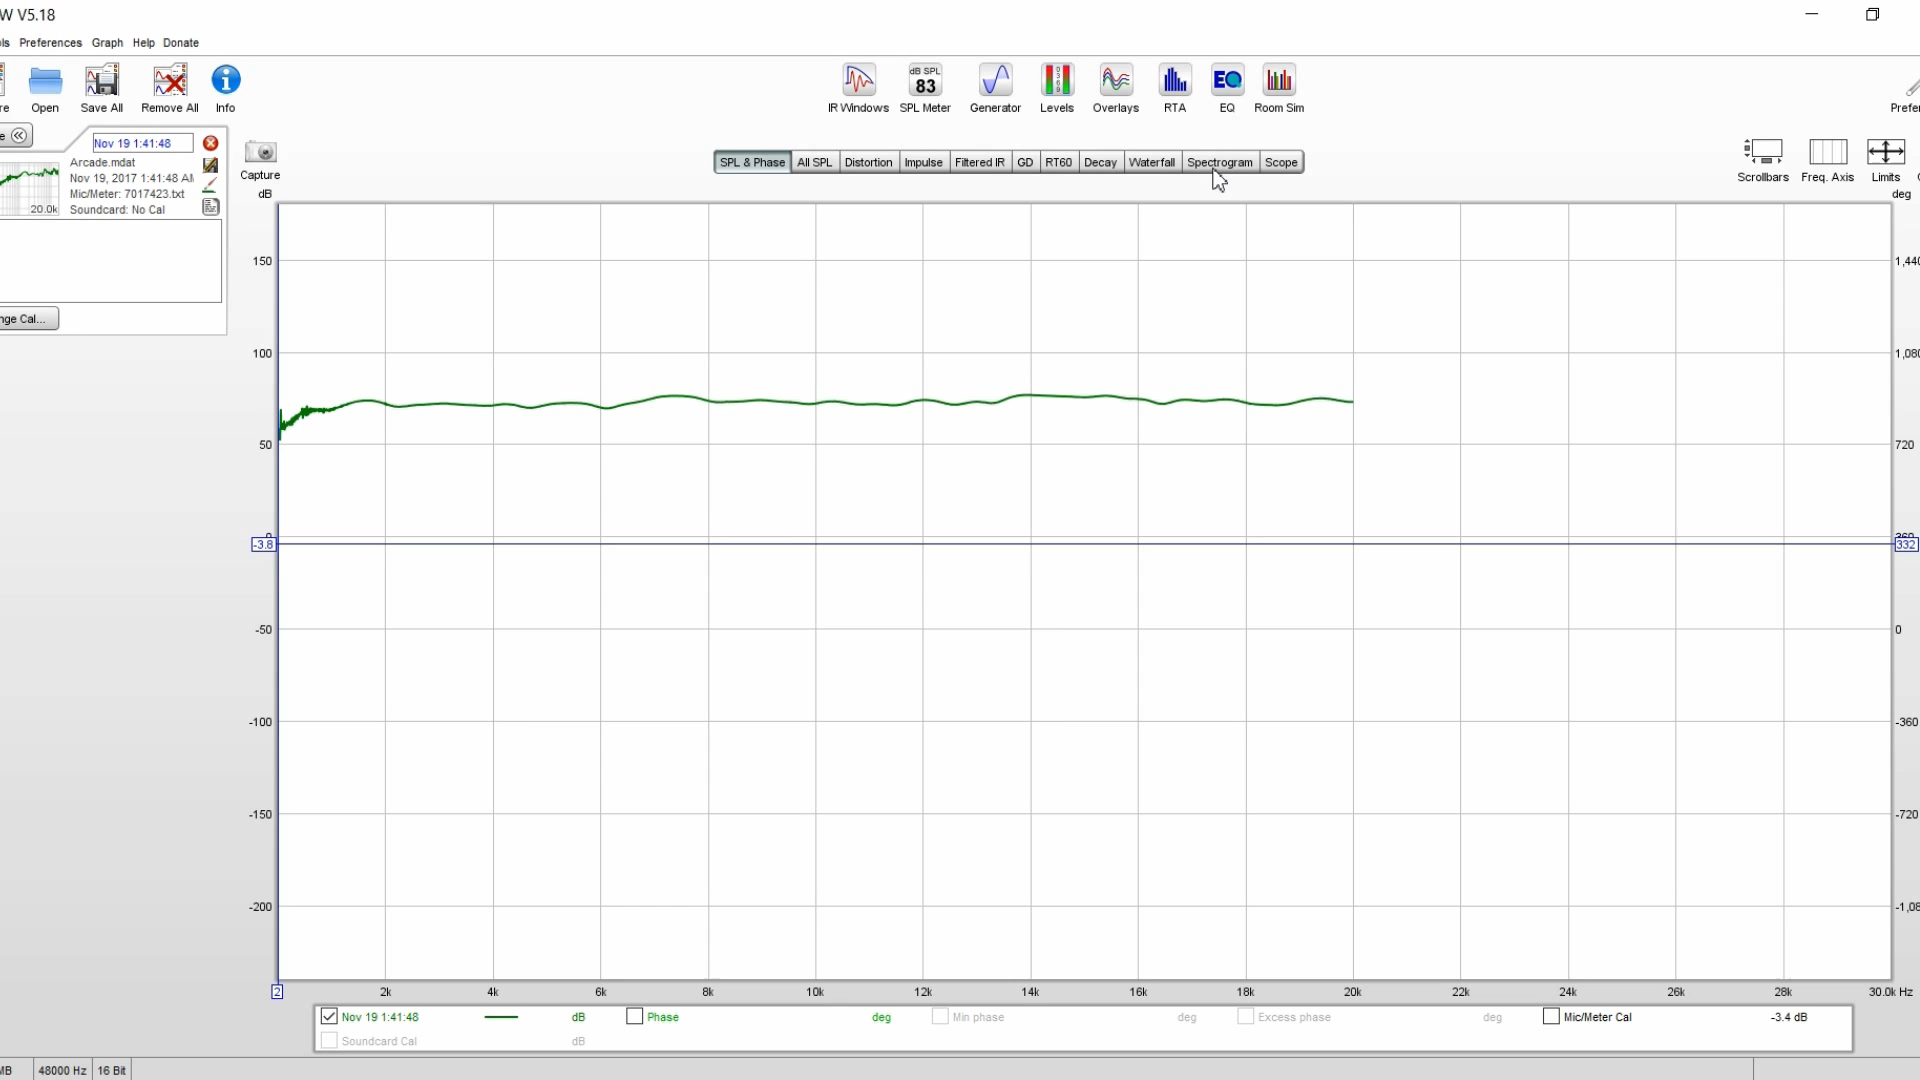 W V5.18
ols Preferences Graph Help Donate
re Open Save All Remove All Info
IR Windows SPL Meter Generator Levels Overlays RTA EQ Room Sim
dB SPL
83
Prefer
e
Nov 19 1:41:48
Arcade.mdat
Nov 19, 2017 1:41:48 AM
Mic/Meter: 7017423.txt
20.0k Soundcard: No Cal
nge Cal...
Capture
SPL & Phase All SPL Distortion Impulse Filtered IR GD RT60 Decay Waterfall Spectrogram Scope
Scrollbars Freq. Axis Limits
dB deg
150 1,440
100 1,080
50 720
0 360
-3.8 332
-50 0
-100 -360
-150 -720
-200 -1,08
2 2k 4k 6k 8k 10k 12k 14k 16k 18k 20k 22k 24k 26k 28k 30.0k Hz
Nov 19 1:41:48 dB Phase deg Min phase deg Excess phase deg Mic/Meter Cal -3.4 dB
Soundcard Cal dB
MB 48000 Hz 16 Bit